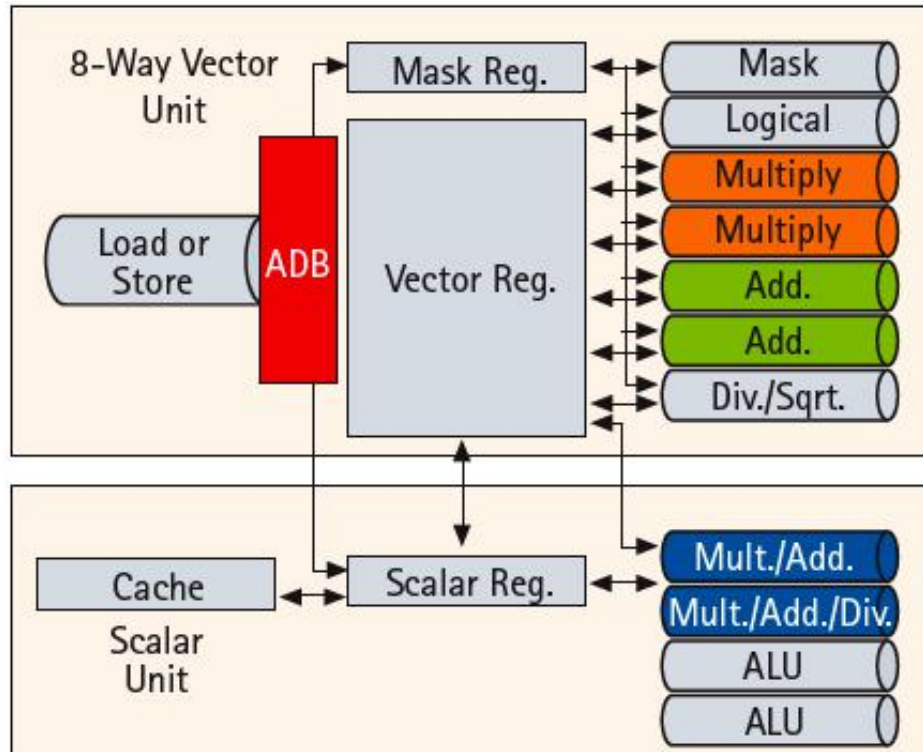 8-Way Vector
Unit
Mask Reg.
Mask
Logical
Multiply
Multiply
Load or
Store
ADB
Vector Reg.
Add.
Add.
Div./Sqrt.
Cache
Scalar Reg.
Mult./Add.
Mult./Add./Div.
Scalar
Unit
ALU
ALU